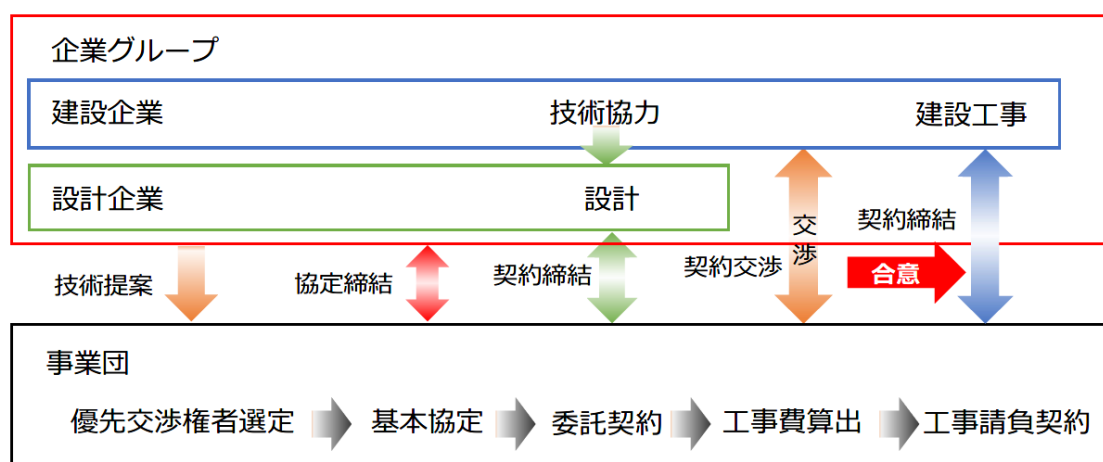 企業グループ
建設企業 技術協力 建設工事
設計企業 設計
技術提案
協定締結
契約締結
契約交渉
交渉
契約締結
合意
事業団
優先交渉権者選定 基本協定 委託契約 工事費算出 工事請負契約